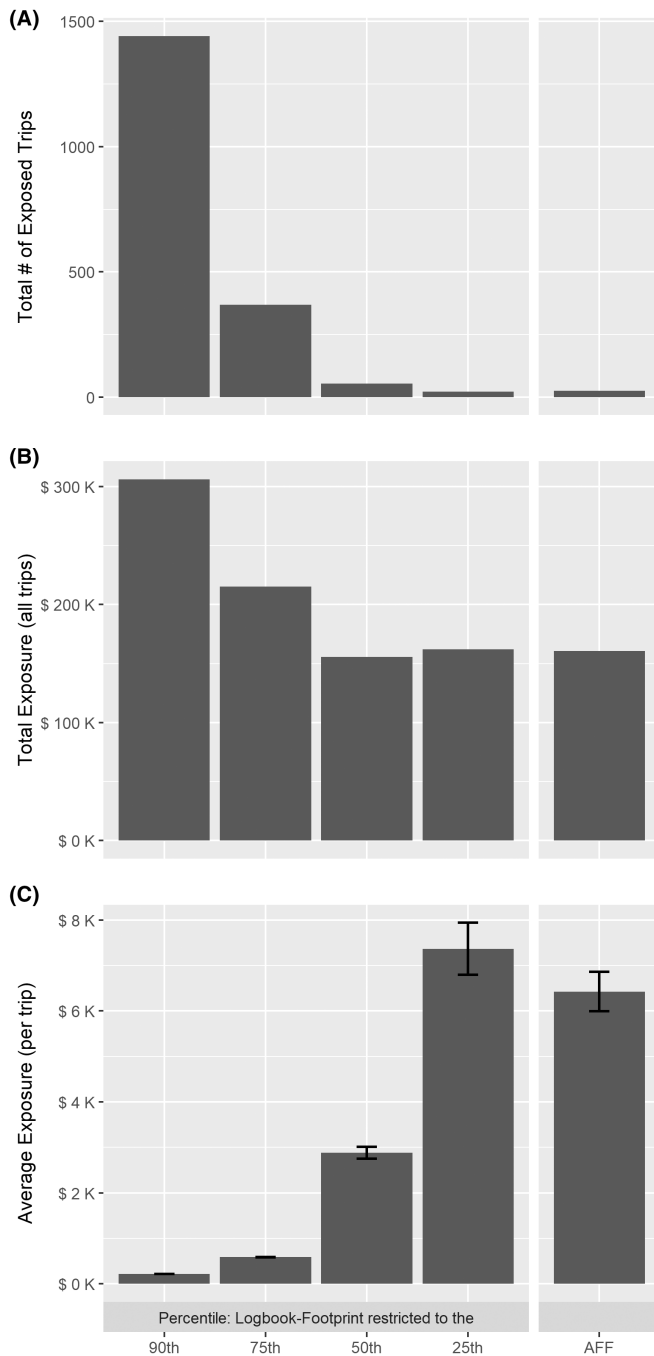 (A)
Total # of Exposed Trips
1500
1000
500
0
(B)
Total Exposure (all trips)
$ 300 K
$ 200 K
$ 100 K
$ 0 K
(C)
Average Exposure (per trip)
$ 8 K
$ 6 K
$ 4 K
$ 2 K
$ 0 K
Percentile: Logbook-Footprint restricted to the
90th 75th 50th 25th AFF